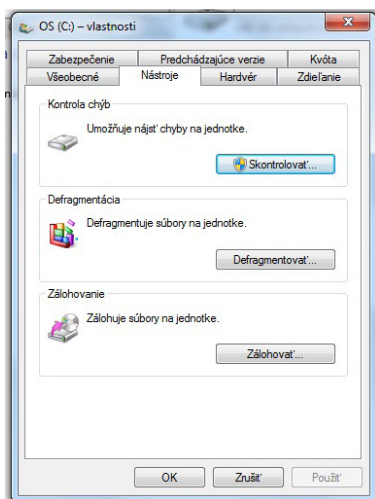 OS (C:) – vlastnosti
Zabezpečenie Predchádzajúce verzie Kvóta
Všeobecné Nástroje Hardvér Zdieľanie
Kontrola chýb
Umožňuje nájsť chyby na jednotke.
Skontrolovať...
Defragmentácia
Defragmentuje súbory na jednotke.
Defragmentovať...
Zálohovanie
Zálohuje súbory na jednotke.
Zálohovať...
OK Zrušiť Použiť